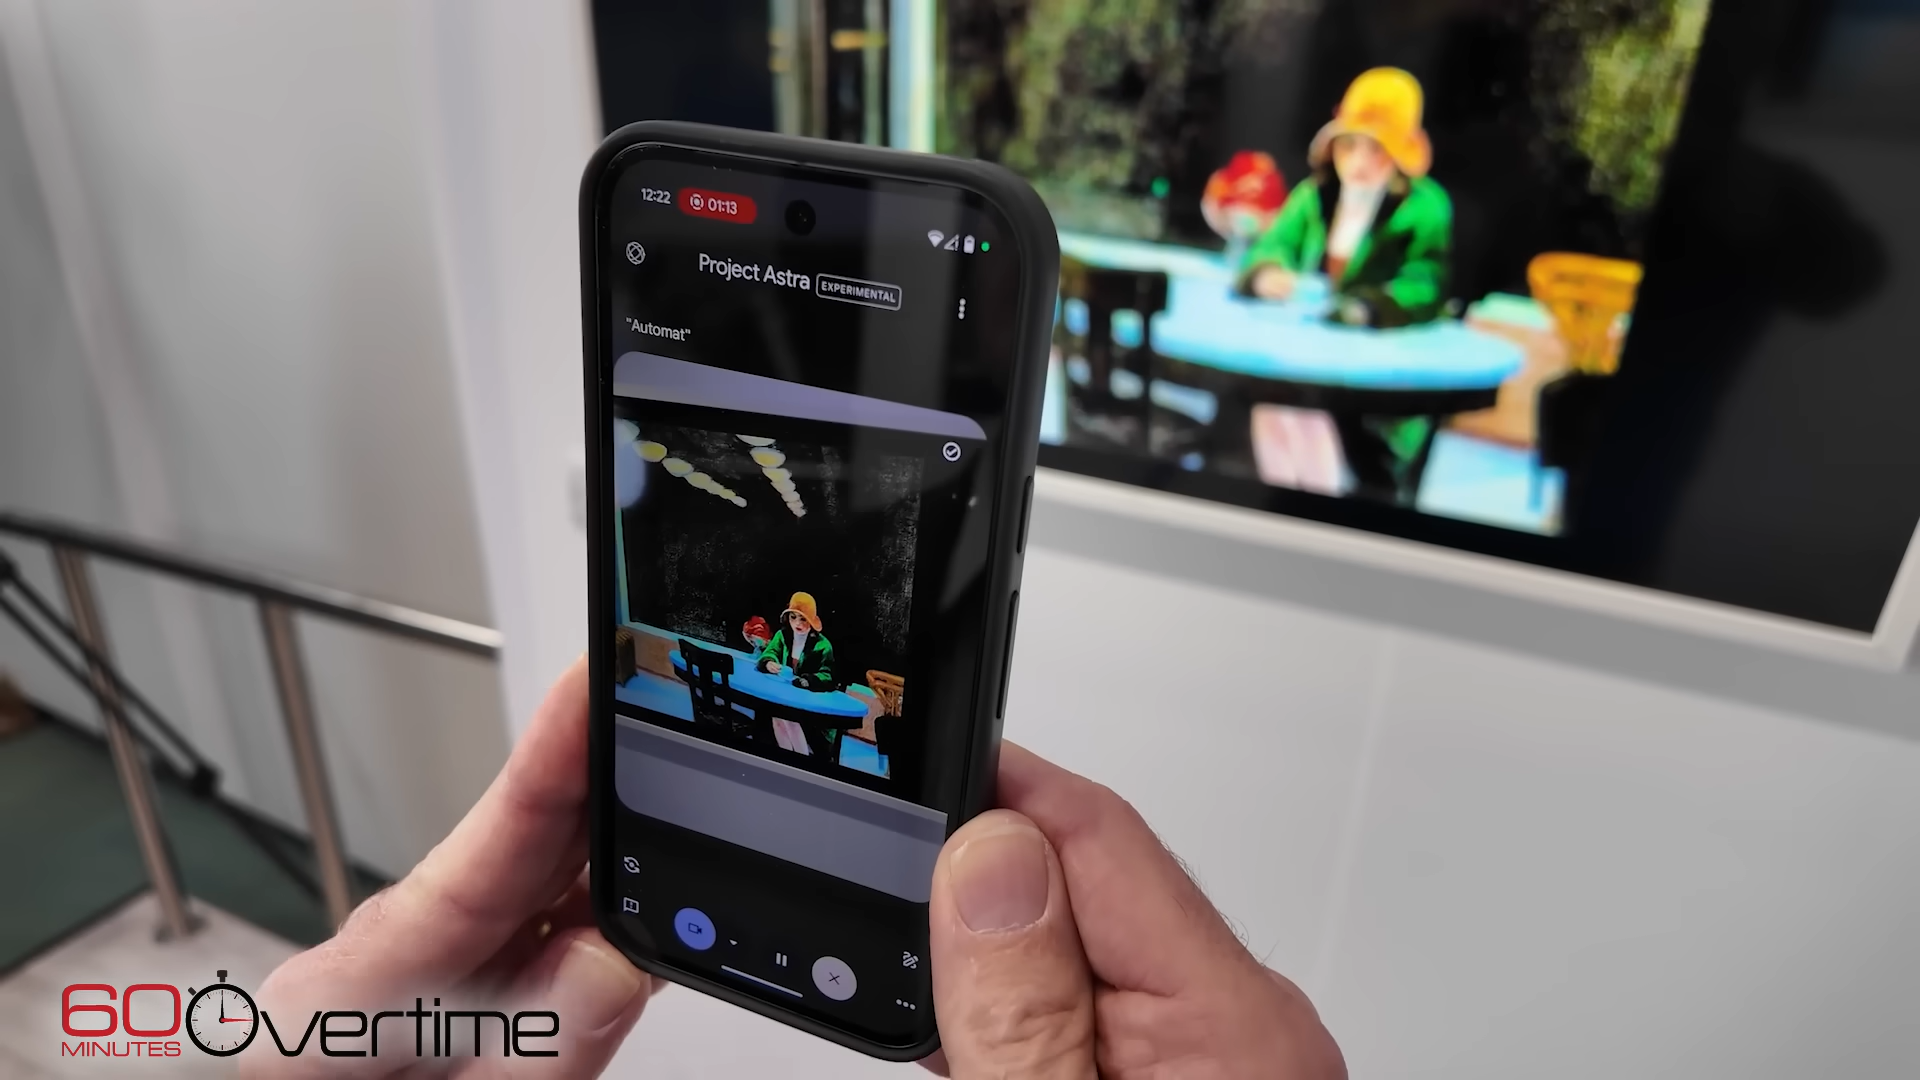 12:22 01:13
Project Astra EXPERIMENTAL
"Automat"
60 Overtime
MINUTES